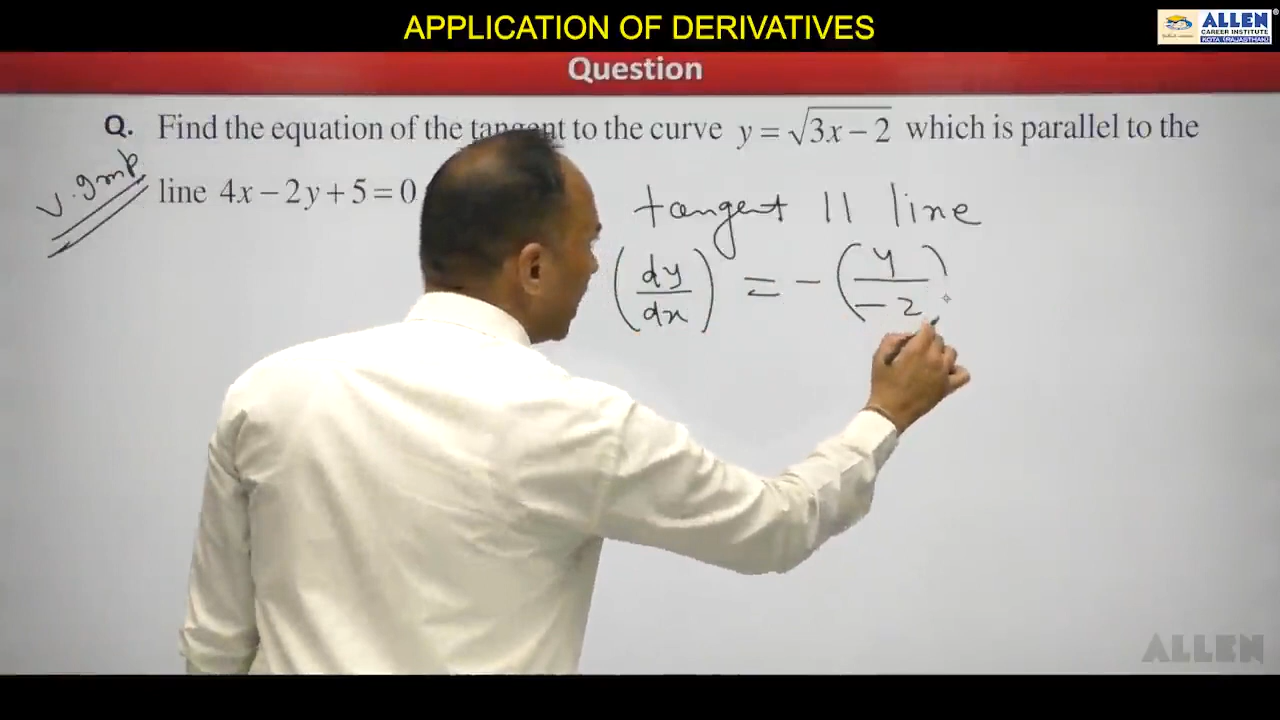 APPLICATION OF DERIVATIVES
ALLEN
CAREER INSTITUTE
KOTA (RAJASTHAN)
Question
Q. Find the equation of the tangent to the curve y = √3x − 2 which is parallel to the
V. Imp
line 4x − 2y + 5 = 0
tangent || line
(dy/dx) = −(4/−2)
ALLEN